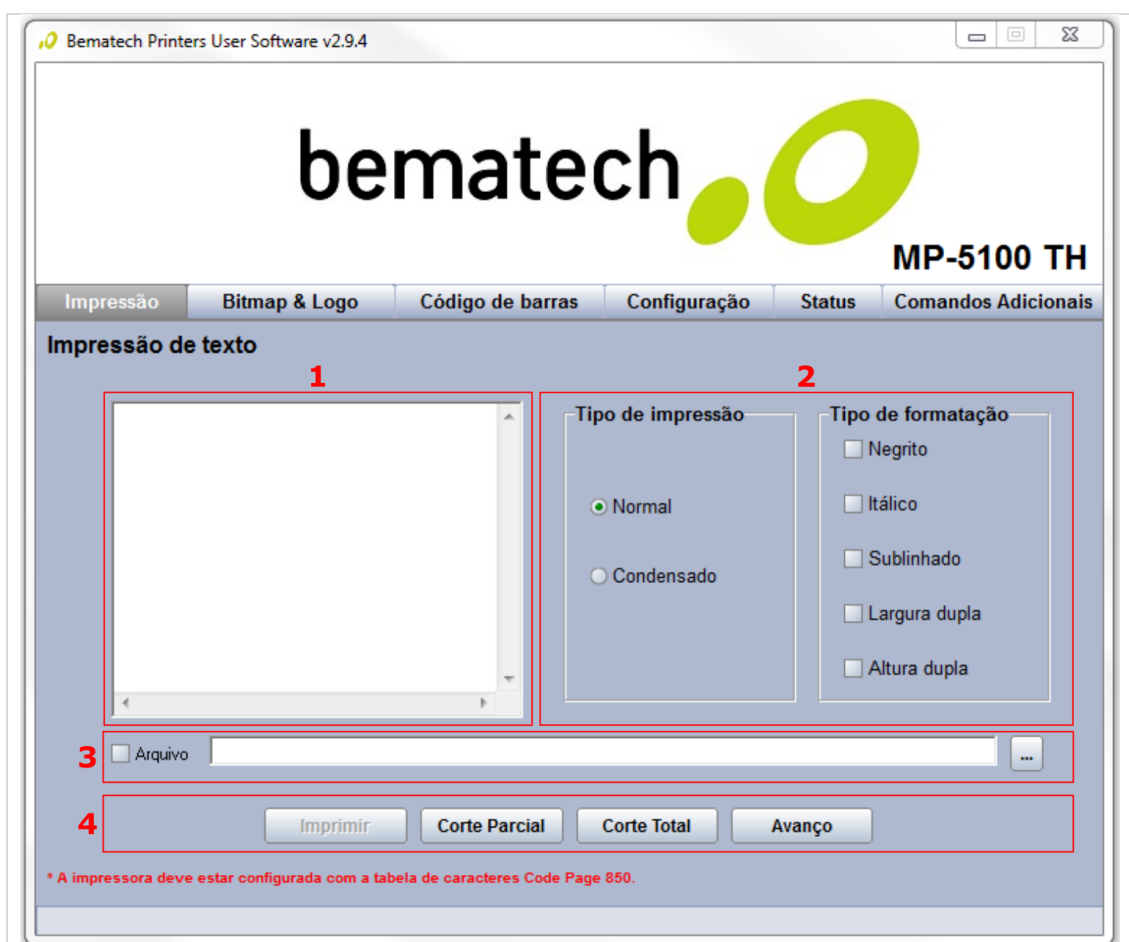 Bematech Printers User Software v2.9.4
bematech
MP-5100 TH
Impressão Bitmap & Logo Código de barras Configuração Status Comandos Adicionais
Impressão de texto
1 2
Tipo de impressão Tipo de formatação
Negrito
Normal Itálico
Condensado Sublinhado
Largura dupla
Altura dupla
3 Arquivo ...
4 Imprimir Corte Parcial Corte Total Avanço
* A impressora deve estar configurada com a tabela de caracteres Code Page 850.